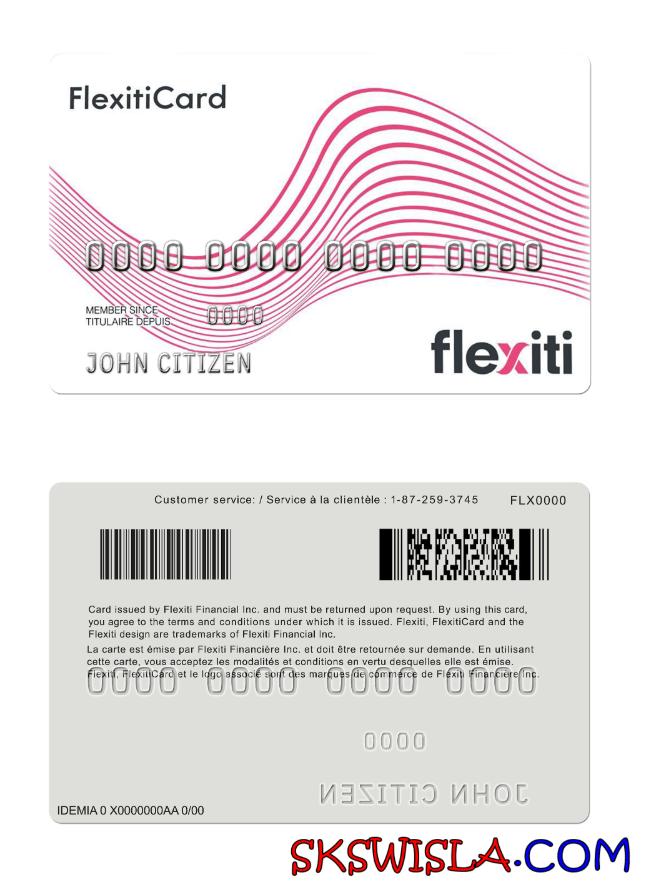 FlexitiCard
0000 0000 0000 0000
MEMBER SINCE
TITULAIRE DEPUIS
0000
JOHN CITIZEN
flexiti
Customer service: / Service à la clientèle : 1-87-259-3745
FLX0000
Card issued by Flexiti Financial Inc. and must be returned upon request. By using this card,
you agree to the terms and conditions under which it is issued. Flexiti, FlexitiCard and the
Flexiti design are trademarks of Flexiti Financial Inc.
La carte est émise par Flexiti Financière Inc. et doit être retournée sur demande. En utilisant
cette carte, vous acceptez les modalités et conditions en vertu desquelles elle est émise.
Flexiti, FlexitiCard et le logo associé sont des marques de commerce de Flexiti Financière Inc.
0000 0000 0000 0000
0000
JOHN CITIZEN
IDEMIA 0 X0000000AA 0/00
SKSWISLA.COM